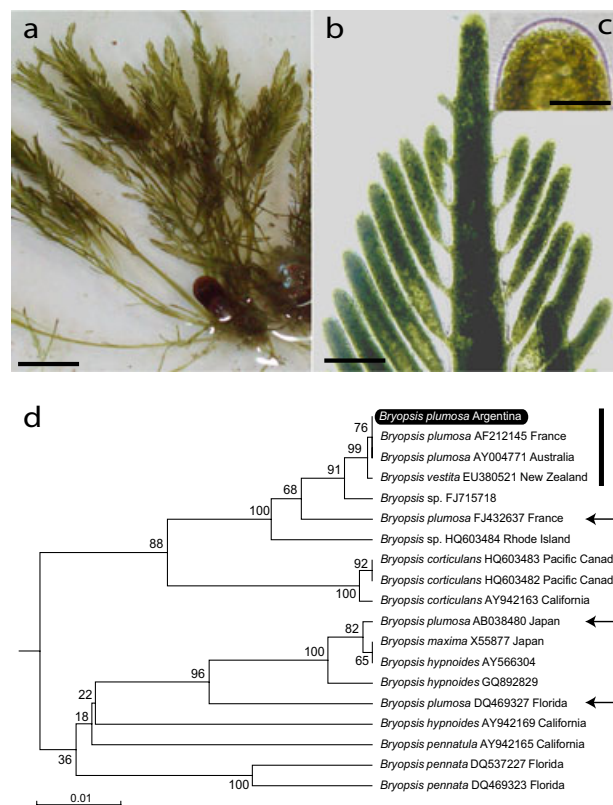 a
b
c
d
Bryopsis plumosa Argentina
76
Bryopsis plumosa AF212145 France
99
Bryopsis plumosa AY004771 Australia
91
Bryopsis vestita EU380521 New Zealand
68
Bryopsis sp. FJ715718
100
Bryopsis plumosa FJ432637 France
88
Bryopsis sp. HQ603484 Rhode Island
92
Bryopsis corticulans HQ603483 Pacific Canad
Bryopsis corticulans HQ603482 Pacific Canad
100
Bryopsis corticulans AY942163 California
82
Bryopsis plumosa AB038480 Japan
100
Bryopsis maxima X55877 Japan
65
Bryopsis hypnoides AY566304
96
Bryopsis hypnoides GQ892829
22
Bryopsis plumosa DQ469327 Florida
18
Bryopsis hypnoides AY942169 California
36
Bryopsis pennatula AY942165 California
Bryopsis pennata DQ537227 Florida
100
Bryopsis pennata DQ469323 Florida
0.01